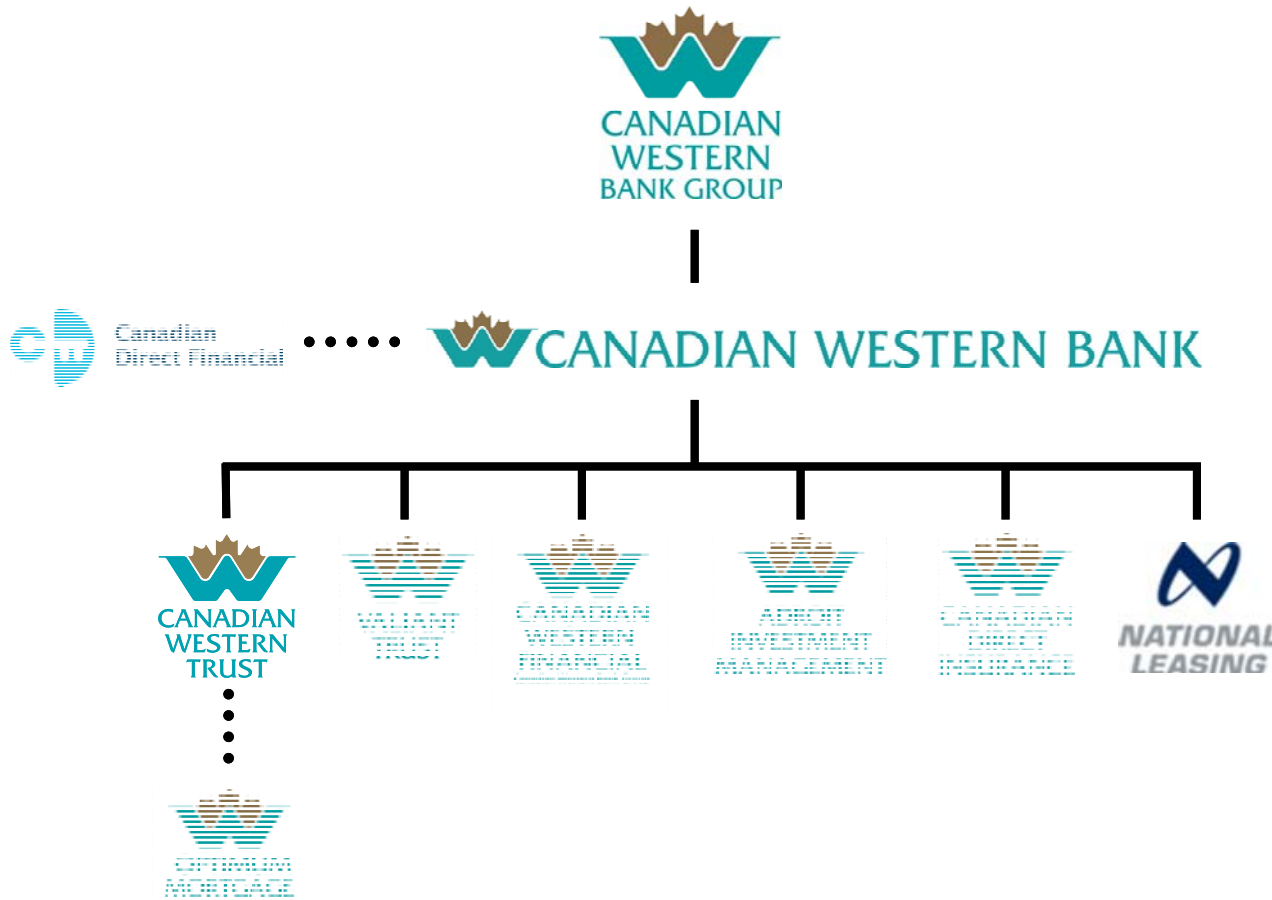 CANADIAN
WESTERN
BANK GROUP
Canadian
Direct Financial
CANADIAN WESTERN BANK
CANADIAN
WESTERN
TRUST
VALIANT
TRUST
CANADIAN
WESTERN
FINANCIAL
ADROIT
INVESTMENT
MANAGEMENT
CANADIAN
DIRECT
INSURANCE
NATIONAL
LEASING
OPTIMUM
MORTGAGE